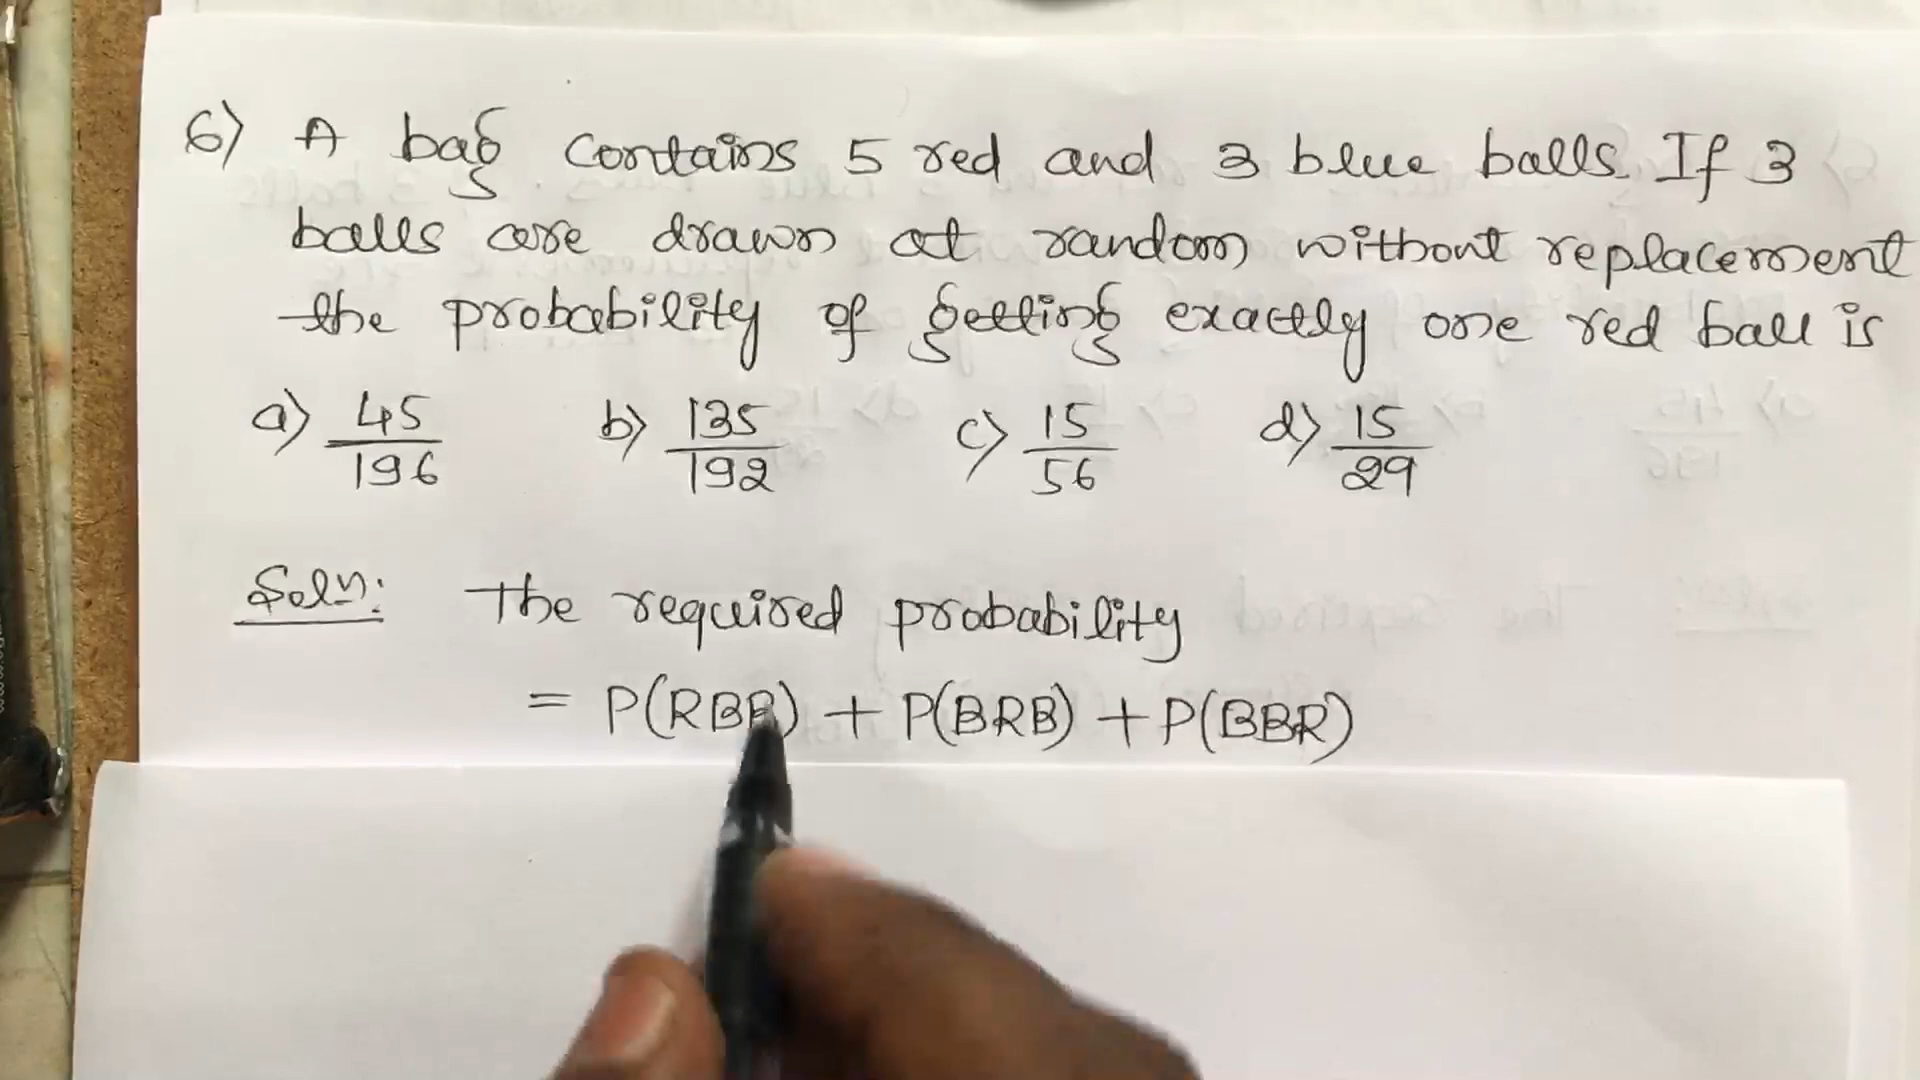 6) A bag contains 5 red and 3 blue balls. If 3
balls are drawn at random without replacement
the probability of getting exactly one red ball is
a) 45/196 b) 135/192 c) 15/56 d) 15/29
Soln: The required probability
= P(RBB) + P(BRB) + P(BBR)